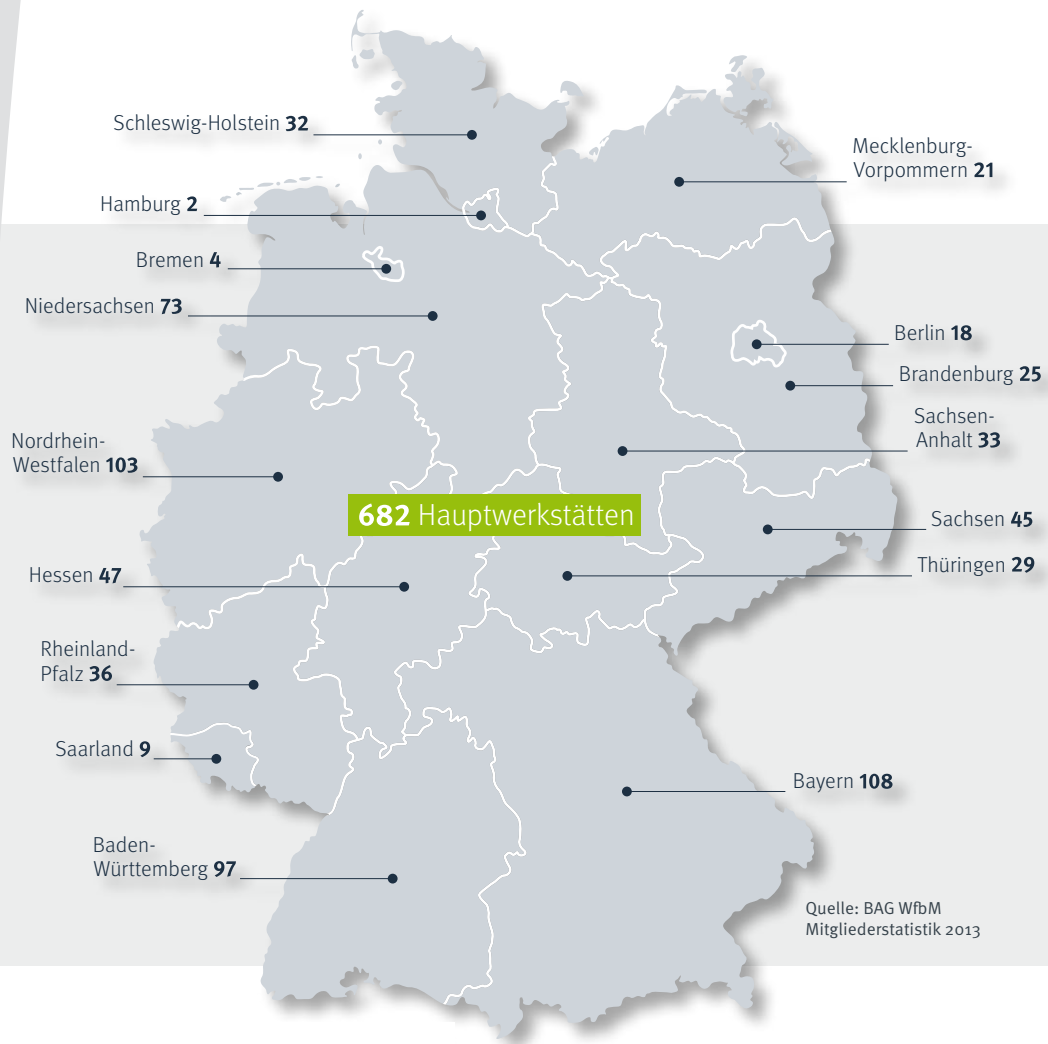 Schleswig-Holstein 32
Mecklenburg-
Vorpommern 21
Hamburg 2
Bremen 4
Niedersachsen 73
Berlin 18
Brandenburg 25
Sachsen-
Anhalt 33
Nordrhein-
Westfalen 103
682 Hauptwerkstätten
Sachsen 45
Thüringen 29
Hessen 47
Rheinland-
Pfalz 36
Saarland 9
Bayern 108
Baden-
Württemberg 97
Quelle: BAG WfbM
Mitgliederstatistik 2013